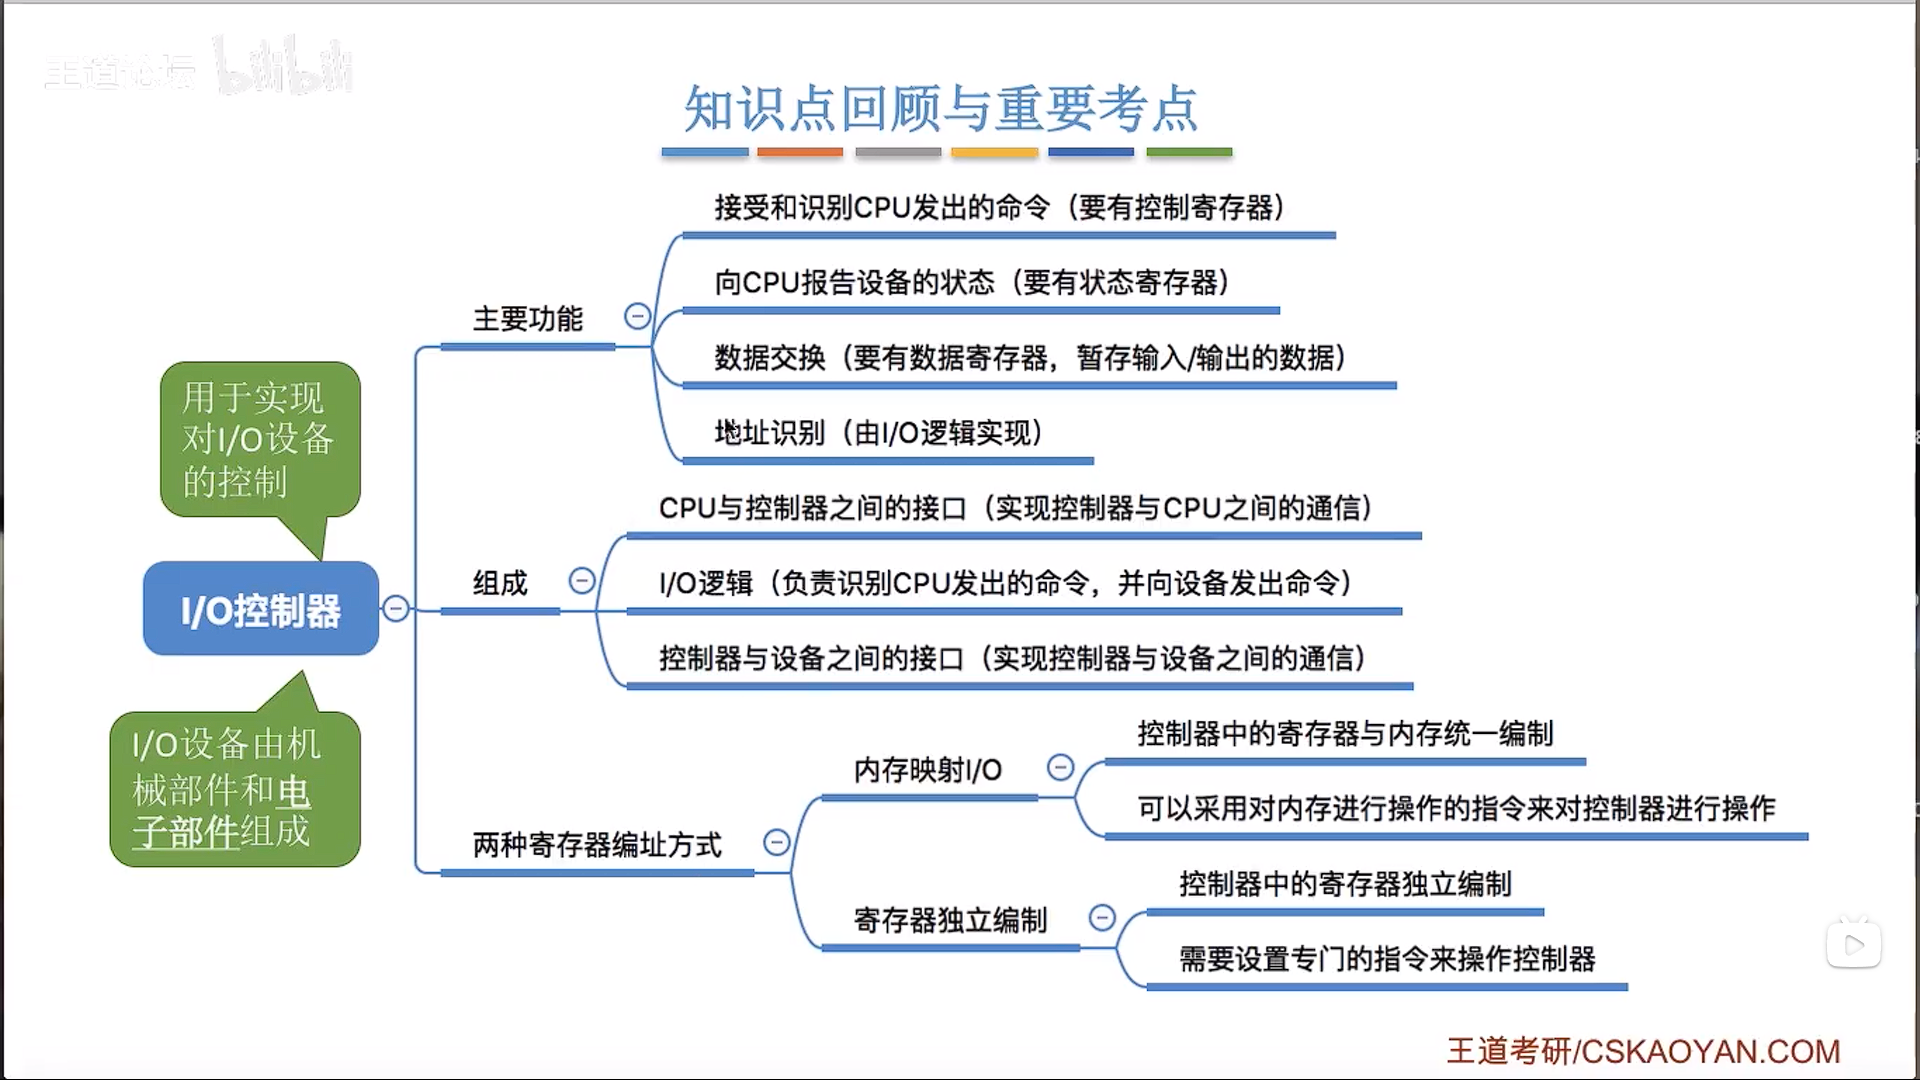 王道论坛 bilibili
知识点回顾与重要考点
接受和识别CPU发出的命令（要有控制寄存器）
向CPU报告设备的状态（要有状态寄存器）
主要功能
数据交换（要有数据寄存器，暂存输入/输出的数据）
地址识别（由I/O逻辑实现）
用于实现
对I/O设备
的控制
CPU与控制器之间的接口（实现控制器与CPU之间的通信）
组成
I/O逻辑（负责识别CPU发出的命令，并向设备发出命令）
I/O控制器
控制器与设备之间的接口（实现控制器与设备之间的通信）
I/O设备由机
械部件和电
子部件组成
控制器中的寄存器与内存统一编制
内存映射I/O
可以采用对内存进行操作的指令来对控制器进行操作
两种寄存器编址方式
控制器中的寄存器独立编制
寄存器独立编制
需要设置专门的指令来操作控制器
王道考研/CSKAOYAN.COM